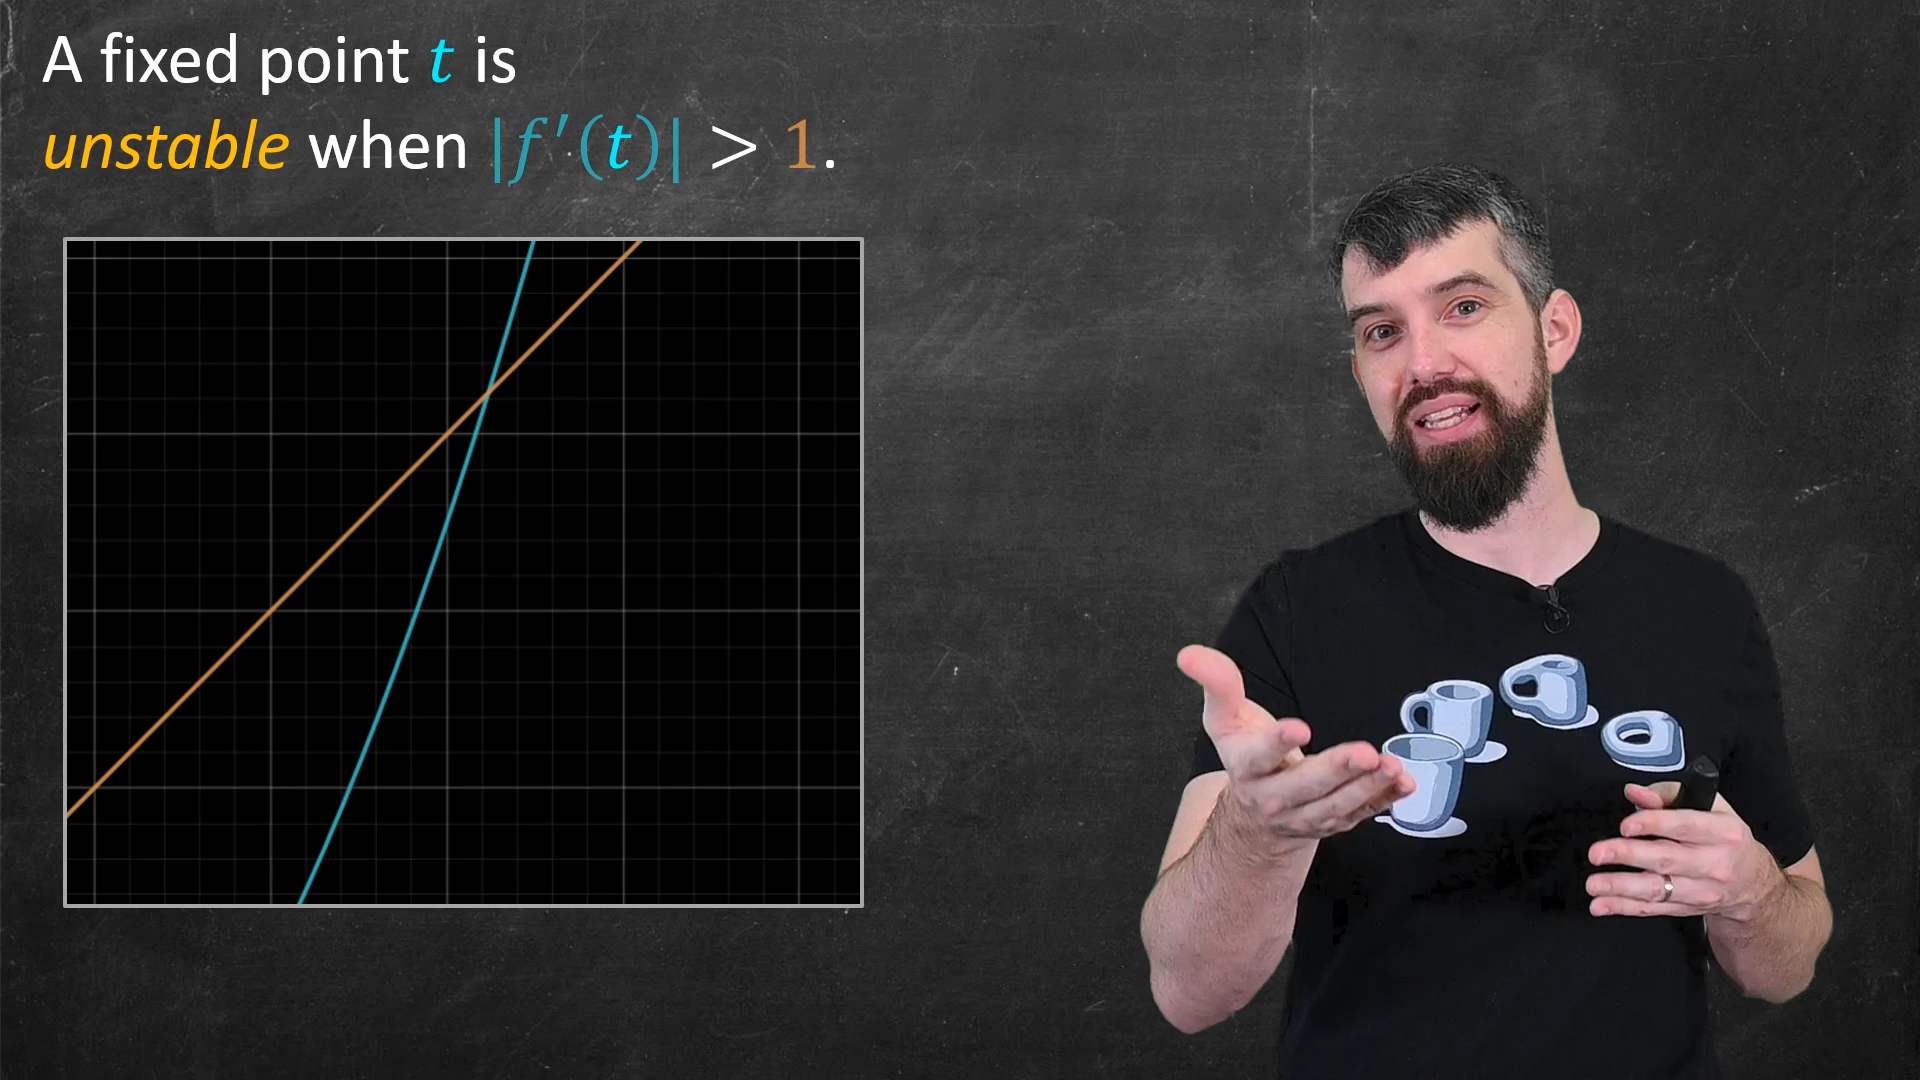 A fixed point t is
unstable when |f′(t)| > 1.